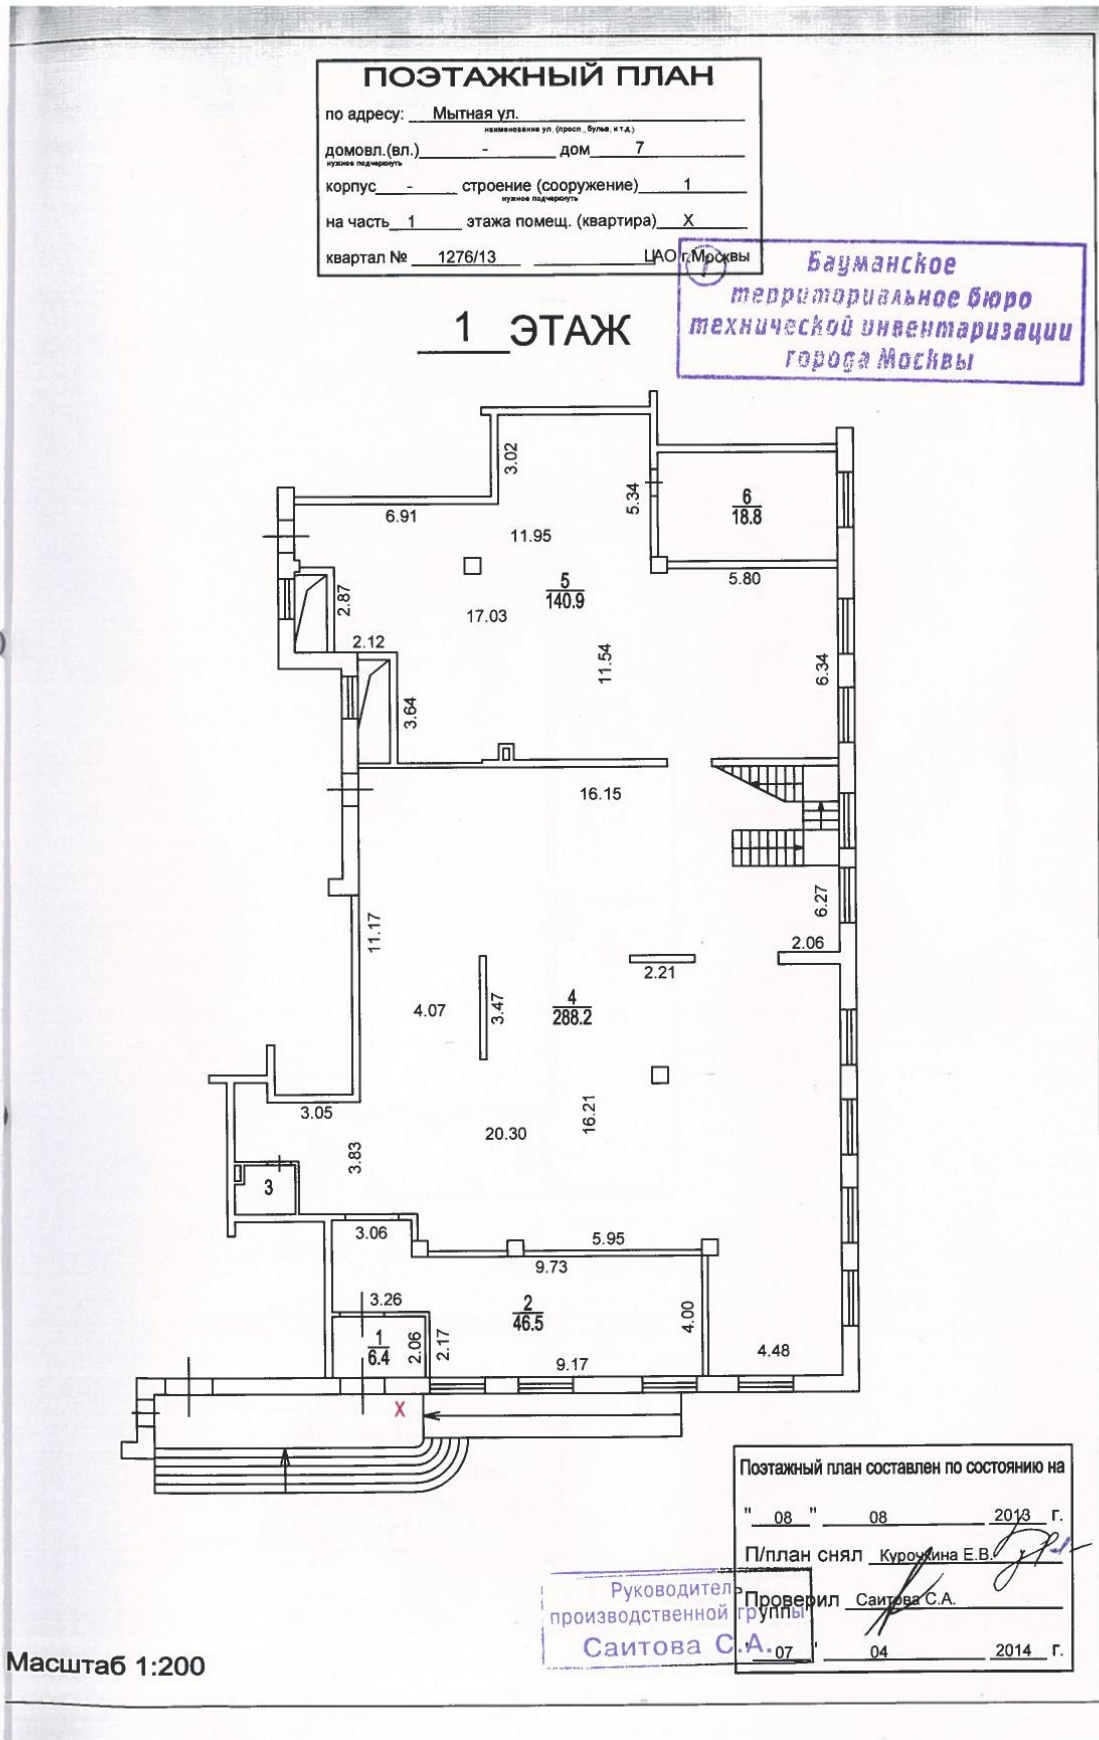 ПОЭТАЖНЫЙ ПЛАН
по адресу: Мытная ул.
наименование ул. (просп., бульв. и т.д.)
домовл.(вл.) - дом 7
нужное подчеркнуть
корпус - строение (сооружение) 1
нужное подчеркнуть
на часть 1 этажа помещ. (квартира) X
квартал № 1276/13 ЦАО г.Москвы
1
Бауманское
территориальное бюро
технической инвентаризации
города Москвы
1 ЭТАЖ
3.02
6.91
5.34
6
18.8
11.95
5.80
5
140.9
2.87
17.03
2.12
11.54
6.34
3.64
16.15
6.27
11.17
2.06
2.21
4.07
3.47
4
288.2
3.05
16.21
20.30
3.83
3
3.06
5.95
9.73
3.26
2
46.5
4.00
1
6.4
2.06
2.17
9.17
4.48
X
Поэтажный план составлен по состоянию на
" 08 " 08 2013 г.
П/план снял Курочкина Е.В.
Проверил Саитова С.А.
" 07 " 04 2014 г.
Руководитель
производственной группы
Саитова С.А.
Масштаб 1:200